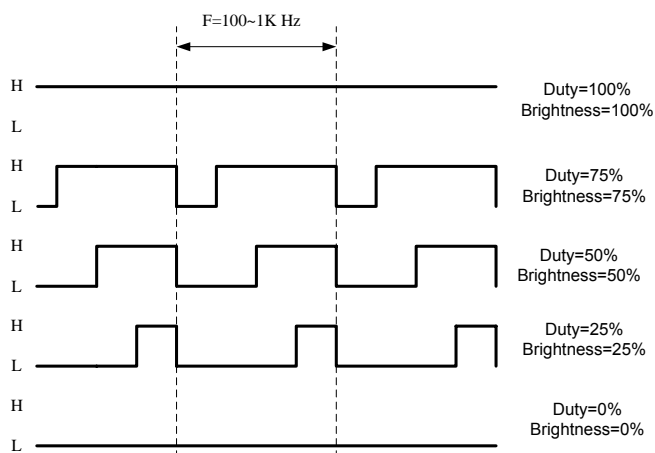 F=100~1K Hz
H
L
Duty=100%
Brightness=100%
H
L
Duty=75%
Brightness=75%
H
L
Duty=50%
Brightness=50%
H
L
Duty=25%
Brightness=25%
H
L
Duty=0%
Brightness=0%